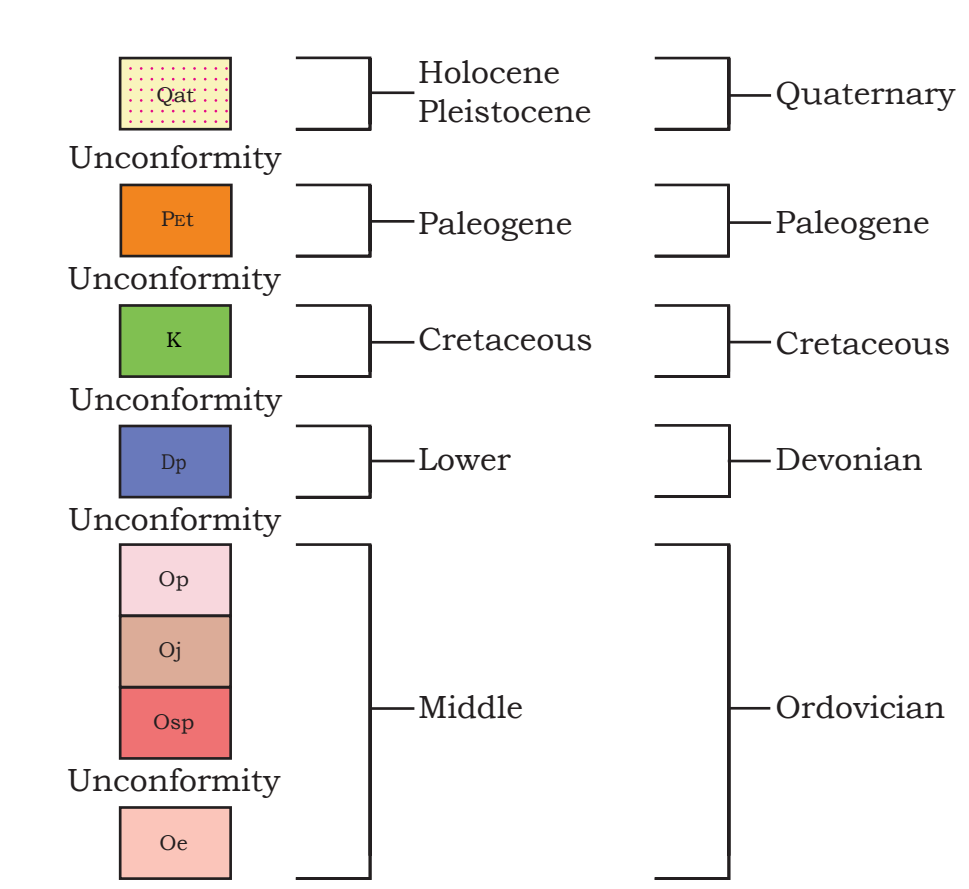 Qat
Holocene
Pleistocene
Quaternary
Unconformity
PEt
Paleogene
Paleogene
Unconformity
K
Cretaceous
Cretaceous
Unconformity
Dp
Lower
Devonian
Unconformity
Op
Oj
Osp
Middle
Ordovician
Unconformity
Oe